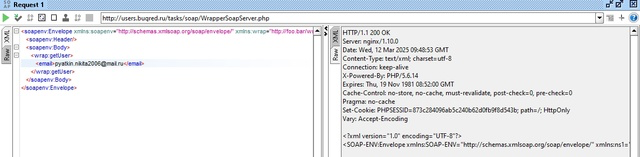 Request 1
http://users.bugred.ru/tasks/soap/WrapperSoapServer.php
XML
Raw
<soapenv:Envelope xmlns:soapenv="http://schemas.xmlsoap.org/soap/envelope/" xmlns:wrap="http://foo.bar/w
<soapenv:Header/>
<soapenv:Body>
<wrap:getUser>
<email>pyatkin.nikita2006@mail.ru</email>
</wrap:getUser>
</soapenv:Body>
</soapenv:Envelope>
XML
Raw
HTTP/1.1 200 OK
Server: nginx/1.10.0
Date: Wed, 12 Mar 2025 09:48:53 GMT
Content-Type: text/xml; charset=utf-8
Connection: keep-alive
X-Powered-By: PHP/5.6.14
Expires: Thu, 19 Nov 1981 08:52:00 GMT
Cache-Control: no-store, no-cache, must-revalidate, post-check=0, pre-check=0
Pragma: no-cache
Set-Cookie: PHPSESSID=873c284096ab5c240b62d0fb9f8d543b; path=/; HttpOnly
Vary: Accept-Encoding
<?xml version="1.0" encoding="UTF-8"?>
<SOAP-ENV:Envelope xmlns:SOAP-ENV="http://schemas.xmlsoap.org/soap/envelope/" xmlns:ns1=